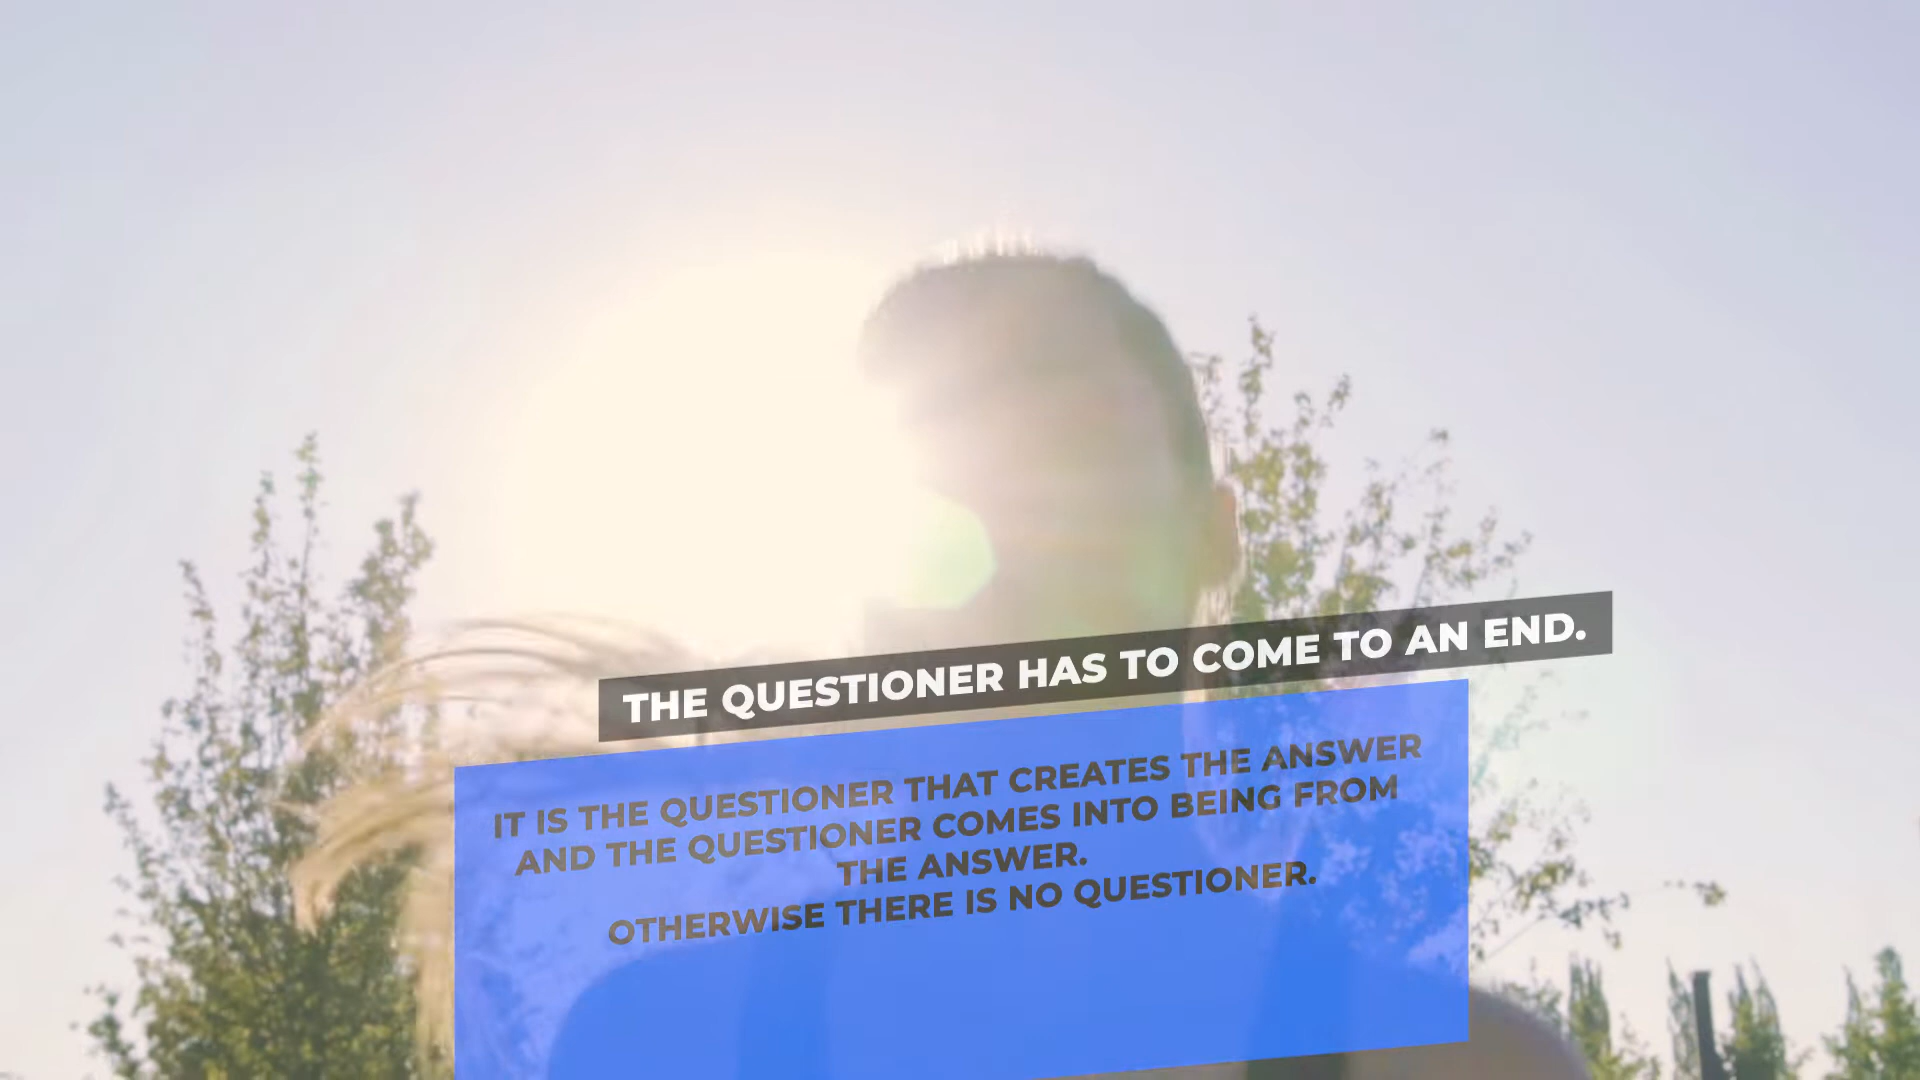 THE QUESTIONER HAS TO COME TO AN END.
IT IS THE QUESTIONER THAT CREATES THE ANSWER
AND THE QUESTIONER COMES INTO BEING FROM
THE ANSWER.
OTHERWISE THERE IS NO QUESTIONER.